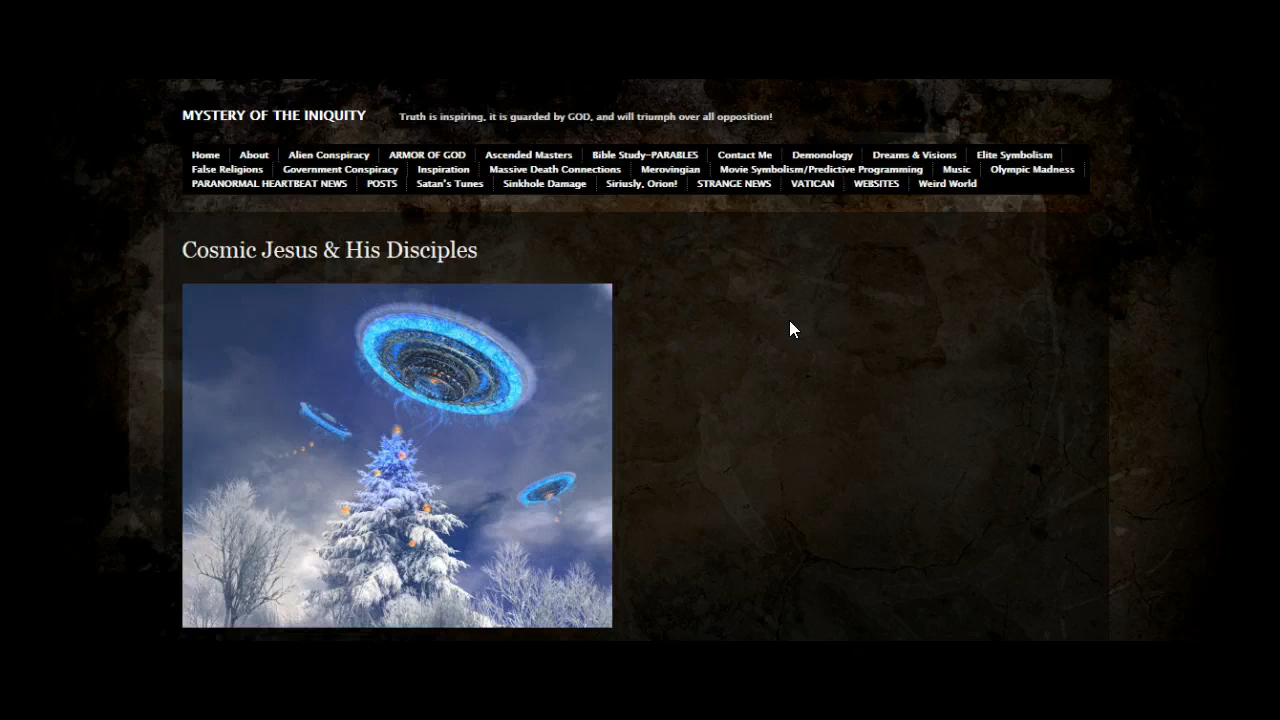 MYSTERY OF THE INIQUITY Truth is inspiring, it is guarded by GOD, and will triumph over all opposition!
Home About Alien Conspiracy ARMOR OF GOD Ascended Masters Bible Study~PARABLES Contact Me Demonology Dreams & Visions Elite Symbolism
False Religions Government Conspiracy Inspiration Massive Death Connections Merovingian Movie Symbolism/Predictive Programming Music Olympic Madness
PARANORMAL HEARTBEAT NEWS POSTS Satan's Tunes Sinkhole Damage Siriusly, Orion! STRANGE NEWS VATICAN WEBSITES Weird World
Cosmic Jesus & His Disciples